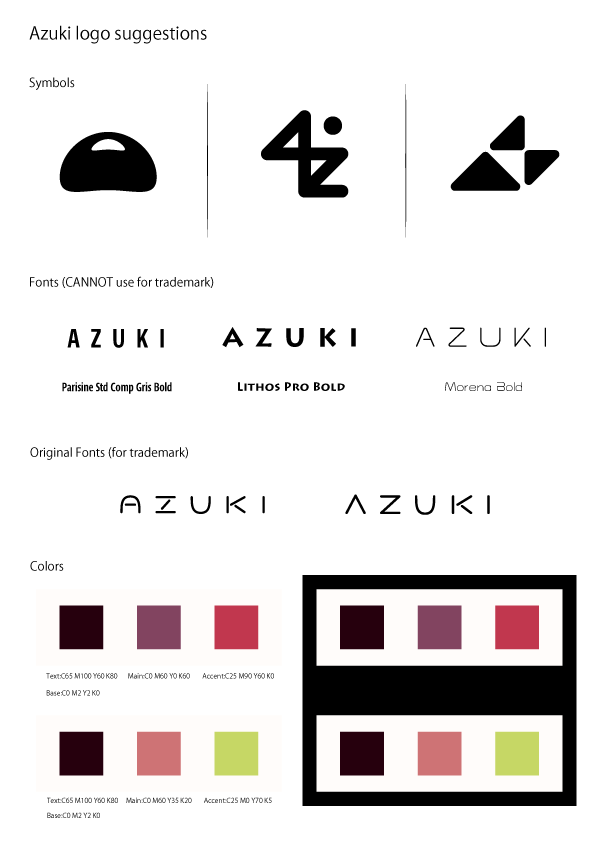 Azuki logo suggestions
Symbols
Fonts (CANNOT use for trademark)
AZUKI AZUKI AZUKI
Parisine Std Comp Gris Bold Lithos Pro Bold Morena Bold
Original Fonts (for trademark)
AZUKI AZUKI
Colors
Text:C65 M100 Y60 K80 Main:C0 M60 Y0 K60 Accent:C25 M90 Y60 K0
Base:C0 M2 Y2 K0
Text:C65 M100 Y60 K80 Main:C0 M60 Y35 K20 Accent:C25 M0 Y70 K5
Base:C0 M2 Y2 K0